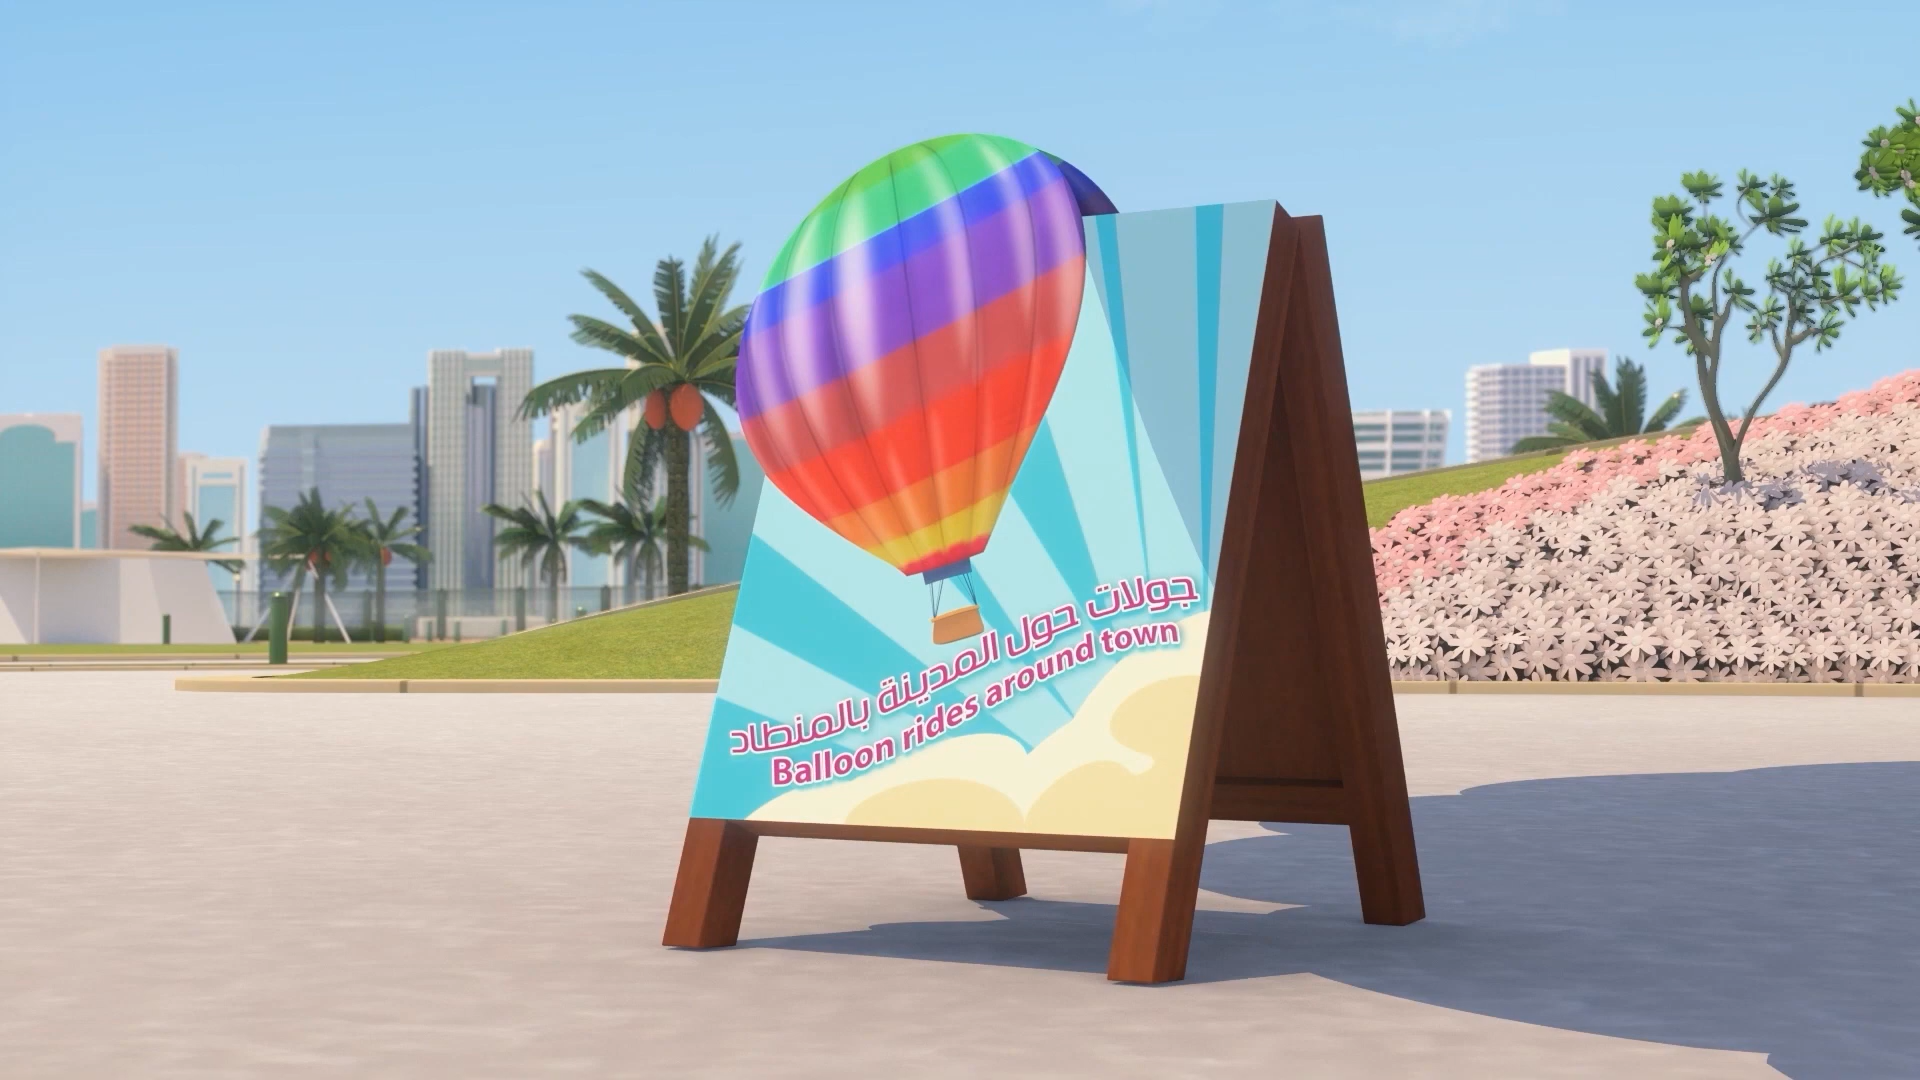 جولات حول المدينة بالمنطاد
Balloon rides around town